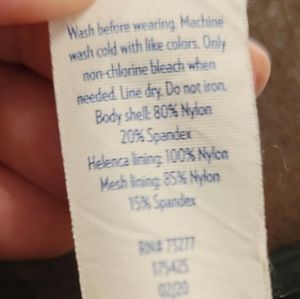 Wash before wearing. Machine
wash cold with like colors. Only
non-chlorine bleach when
needed. Line dry. Do not iron.
Body shell: 80% Nylon
20% Spandex
Helenca lining: 100% Nylon
Mesh lining: 85% Nylon
15% Spandex
RN# 73277
175425
02/20